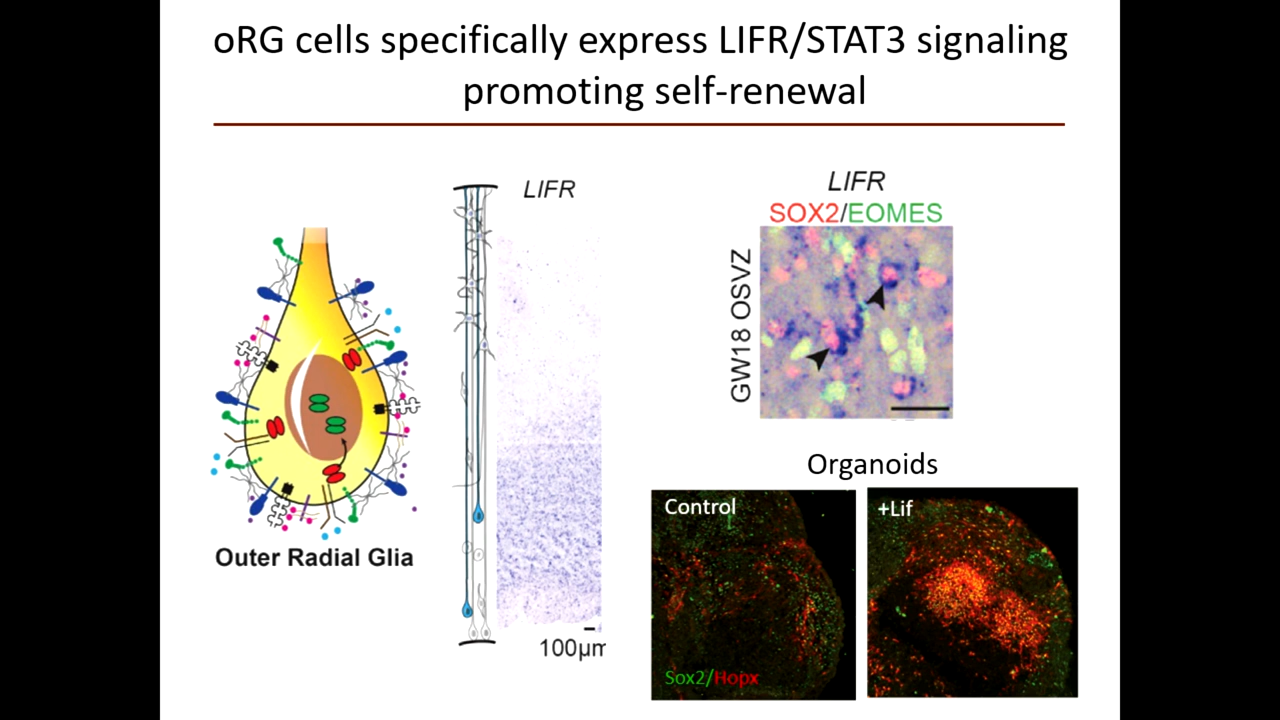 oRG cells specifically express LIFR/STAT3 signaling
promoting self-renewal
LIFR
Outer Radial Glia
100µm
LIFR
SOX2/EOMES
GW18 OSVZ
Organoids
Control
+Lif
Sox2/Hopx